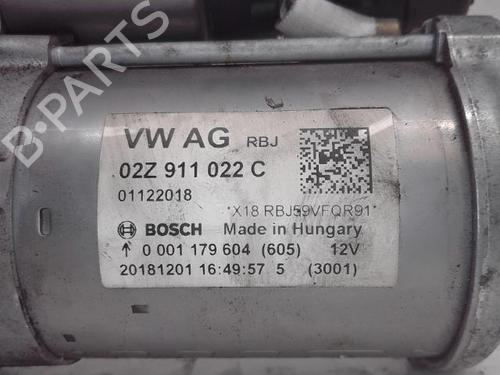 VW AG RBJ
02Z 911 022 C
01122018
*X18 RBJ59VFQR91*
BOSCH Made in Hungary
↑ 0 001 179 604 (605) 12V
20181201 16:49:57 5 (3001)
B-PARTS